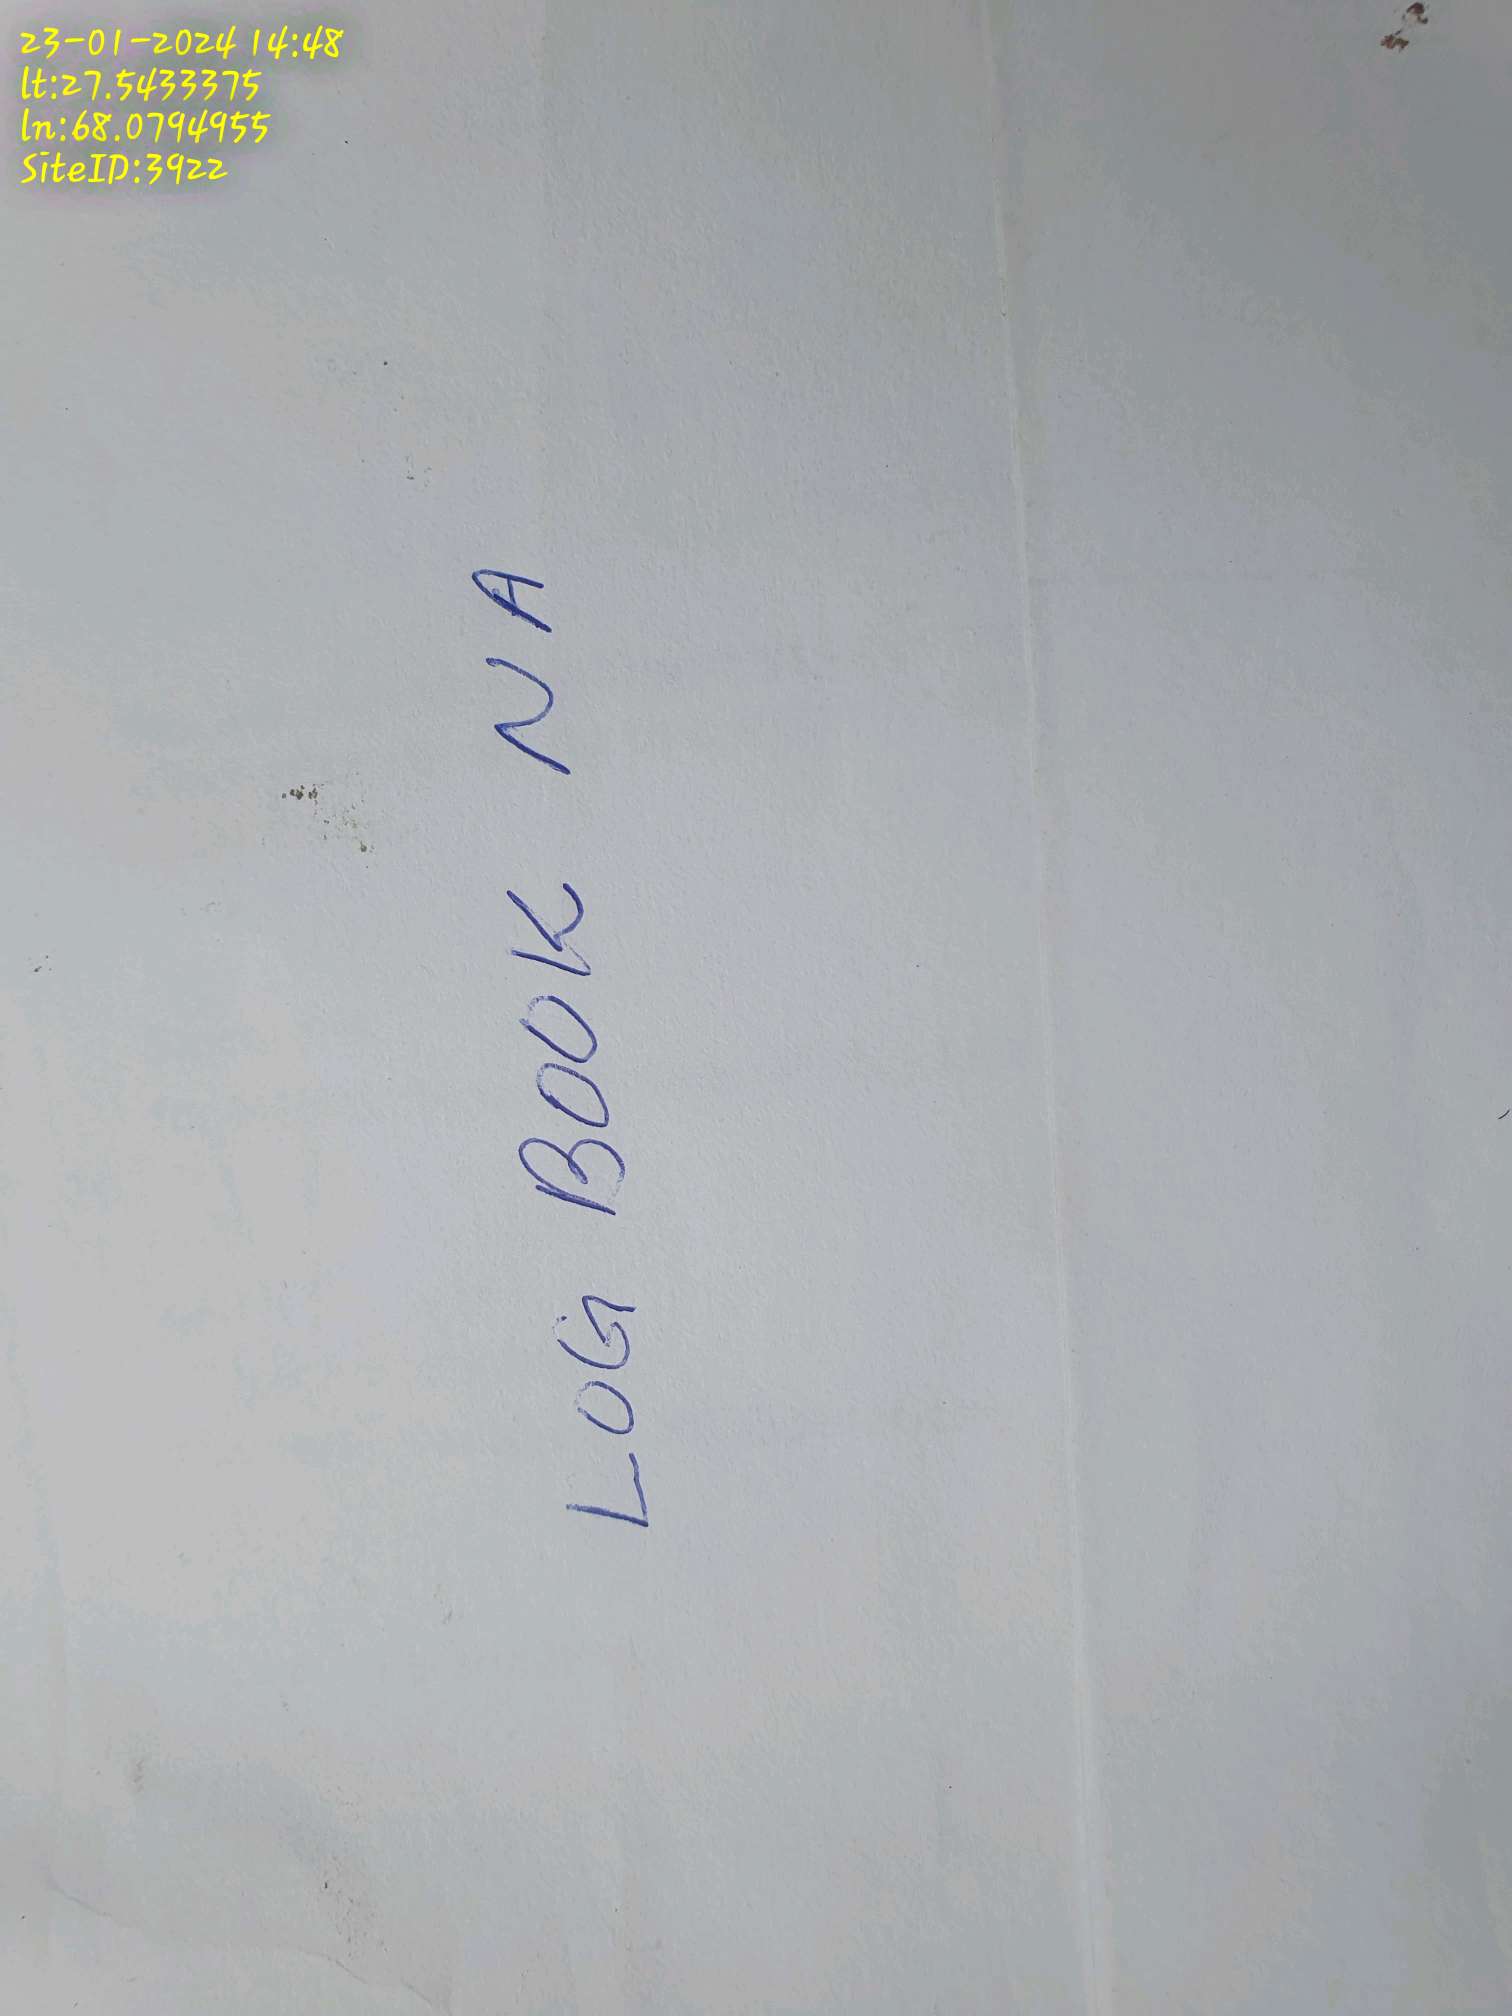 23-01-2024 14:48
lt:27.5433375
ln:68.0794955
SiteID:3922
LOG BOOK NA